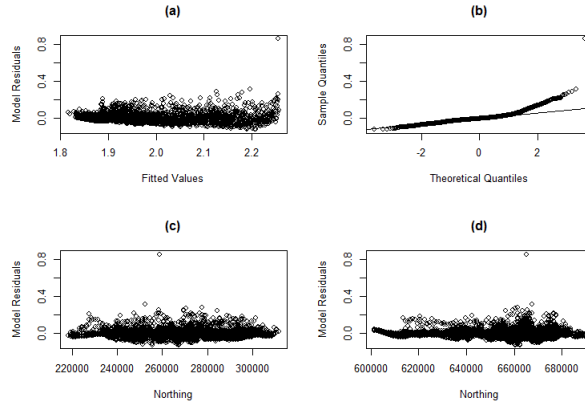 (a)
Model Residuals
0.8
0.4
0.0
1.8 1.9 2.0 2.1 2.2
Fitted Values
(b)
Sample Quantiles
0.8
0.4
0.0
-2 0 2
Theoretical Quantiles
(c)
Model Residuals
0.8
0.4
0.0
220000 240000 260000 280000 300000
Northing
(d)
Model Residuals
0.8
0.4
0.0
600000 620000 640000 660000 680000
Northing